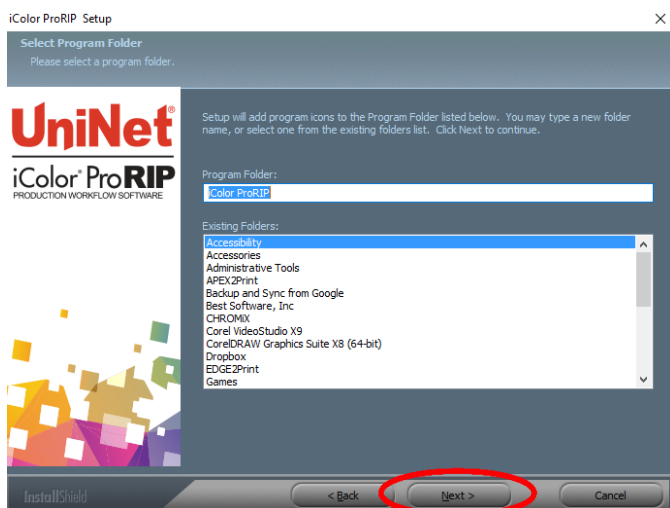 iColor ProRIP Setup
Select Program Folder
Please select a program folder.
UniNet®
iColor® ProRIP
PRODUCTION WORKFLOW SOFTWARE
Setup will add program icons to the Program Folder listed below. You may type a new folder
name, or select one from the existing folders list. Click Next to continue.
Program Folder:
iColor ProRIP
Existing Folders:
Accessibility
Accessories
Administrative Tools
APEX2Print
Backup and Sync from Google
Best Software, Inc
CHROMiX
Corel VideoStudio X9
CorelDRAW Graphics Suite X8 (64-bit)
Dropbox
EDGE2Print
Games
InstallShield
< Back
Next >
Cancel